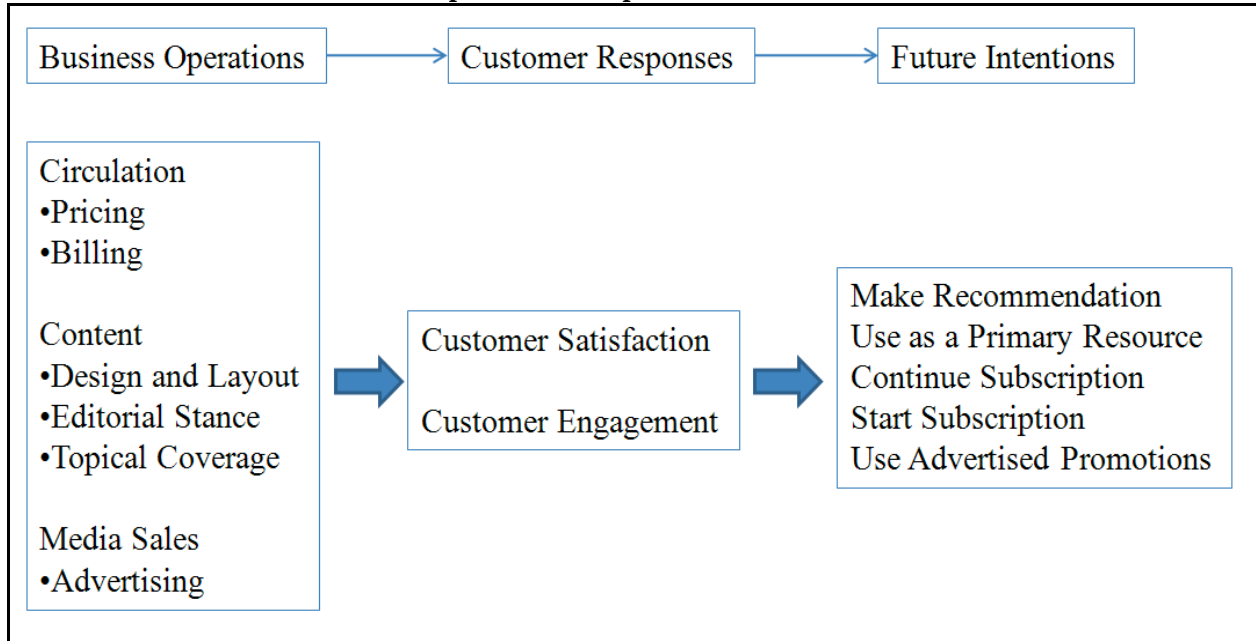 Business Operations
Customer Responses
Future Intentions
Circulation
•Pricing
•Billing
Content
•Design and Layout
•Editorial Stance
•Topical Coverage
Media Sales
•Advertising
Customer Satisfaction
Customer Engagement
Make Recommendation
Use as a Primary Resource
Continue Subscription
Start Subscription
Use Advertised Promotions